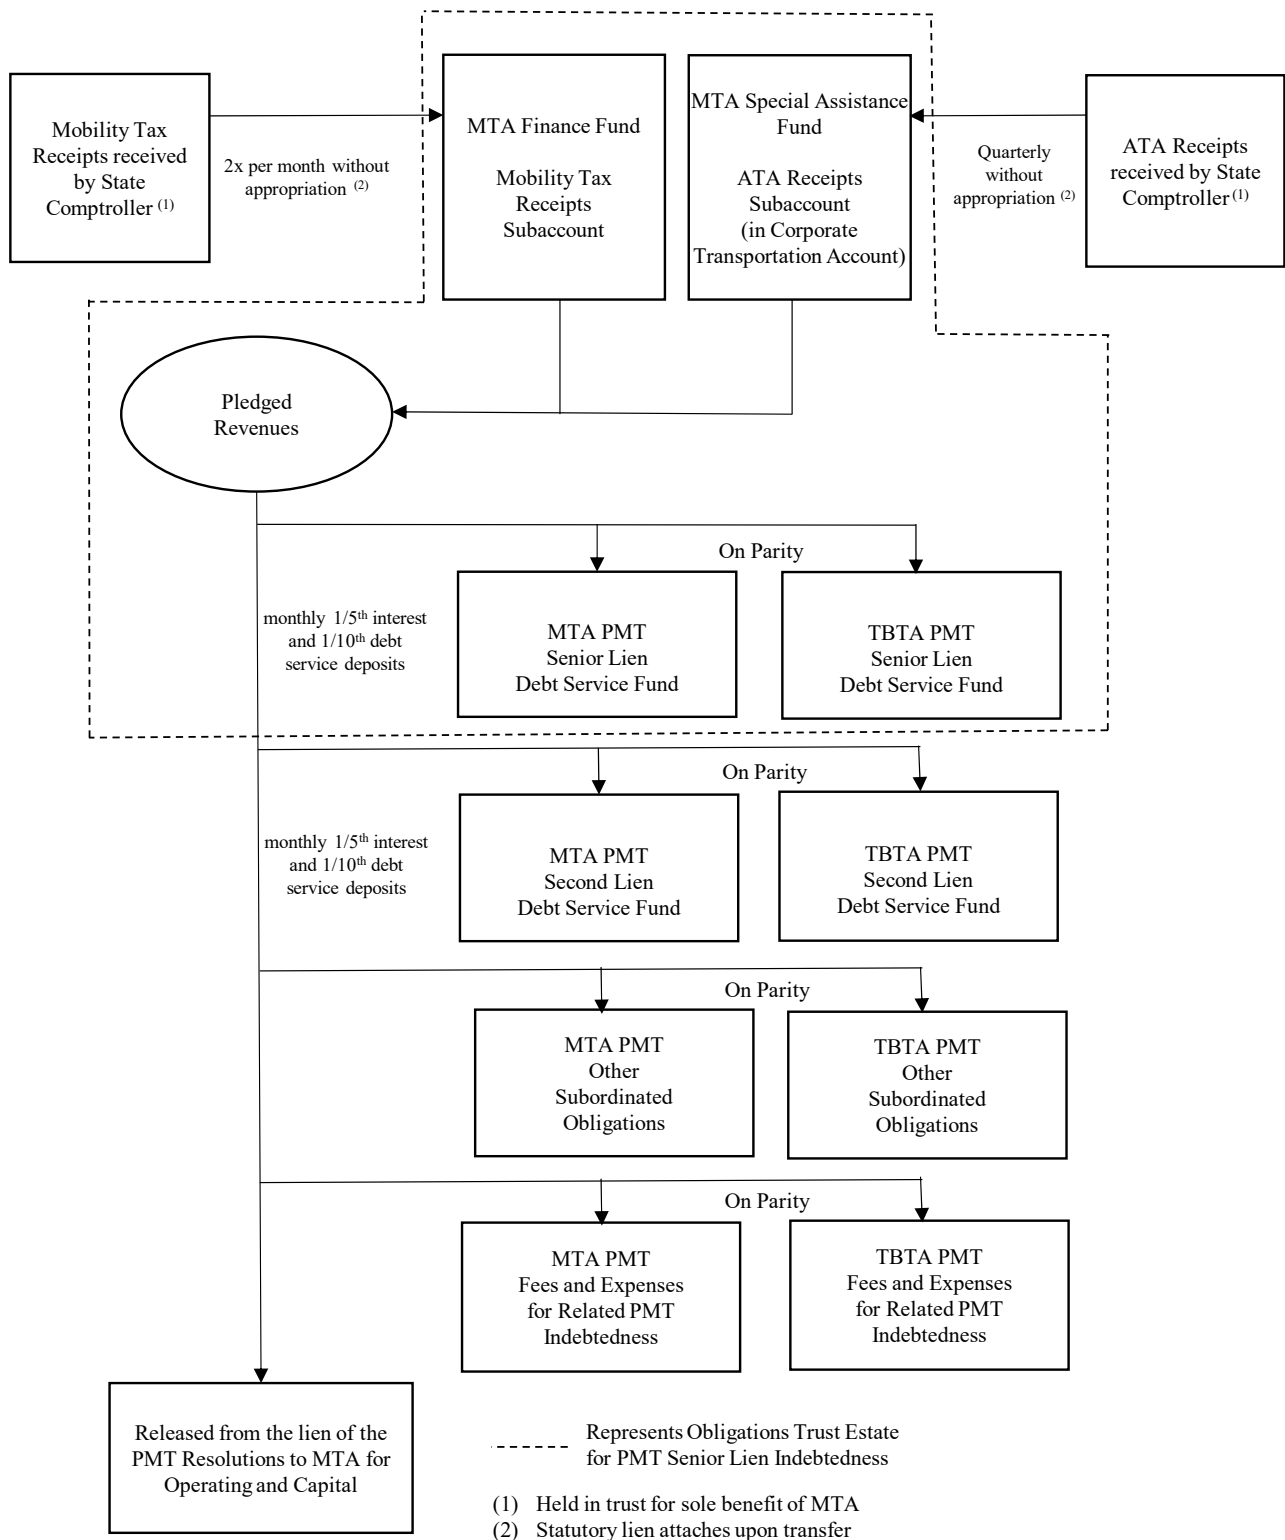 Mobility Tax
Receipts received
by State
Comptroller (1)
2x per month without
appropriation (2)
MTA Finance Fund
Mobility Tax
Receipts
Subaccount
MTA Special Assistance
Fund
ATA Receipts
Subaccount
(in Corporate
Transportation Account)
Quarterly
without
appropriation (2)
ATA Receipts
received by State
Comptroller(1)
Pledged
Revenues
On Parity
monthly 1/5th interest
and 1/10th debt
service deposits
MTA PMT
Senior Lien
Debt Service Fund
TBTA PMT
Senior Lien
Debt Service Fund
On Parity
monthly 1/5th interest
and 1/10th debt
service deposits
MTA PMT
Second Lien
Debt Service Fund
TBTA PMT
Second Lien
Debt Service Fund
On Parity
MTA PMT
Other
Subordinated
Obligations
TBTA PMT
Other
Subordinated
Obligations
On Parity
MTA PMT
Fees and Expenses
for Related PMT
Indebtedness
TBTA PMT
Fees and Expenses
for Related PMT
Indebtedness
Released from the lien of the
PMT Resolutions to MTA for
Operating and Capital
Represents Obligations Trust Estate
for PMT Senior Lien Indebtedness
(1) Held in trust for sole benefit of MTA
(2) Statutory lien attaches upon transfer